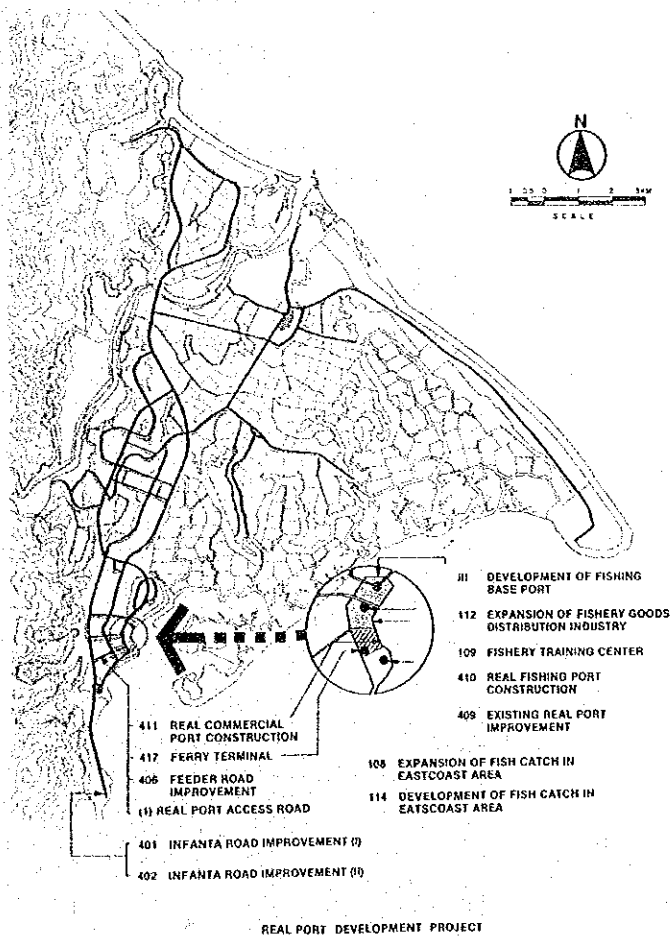 N
SCALE
111 DEVELOPMENT OF FISHING
BASE PORT
112 EXPANSION OF FISHERY GOODS
DISTRIBUTION INDUSTRY
109 FISHERY TRAINING CENTER
410 REAL FISHING PORT
CONSTRUCTION
409 EXISTING REAL PORT
IMPROVEMENT
411 REAL COMMERCIAL
PORT CONSTRUCTION
417 FERRY TERMINAL
406 FEEDER ROAD
IMPROVEMENT
(1) REAL PORT ACCESS ROAD
108 EXPANSION OF FISH CATCH IN
EASTCOAST AREA
114 DEVELOPMENT OF FISH CATCH IN
EATSCOAST AREA
401 INFANTA ROAD IMPROVEMENT (I)
402 INFANTA ROAD IMPROVEMENT (II)
REAL PORT DEVELOPMENT PROJECT